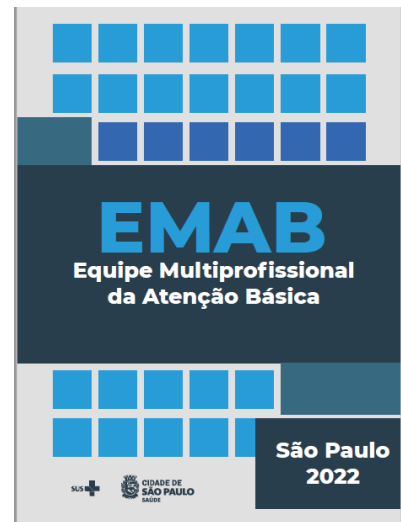 EMAB
Equipe Multiprofissional
da Atenção Básica
São Paulo
2022
SUS
CIDADE DE
SÃO PAULO
SAÚDE